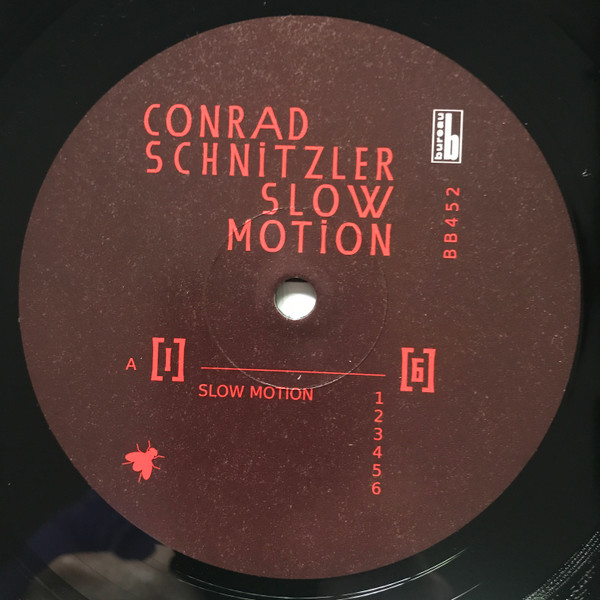 CONRAD
SCHNiTZLER
SLOW
MOTiON
bureau b
BB452
A [1] [6]
SLOW MOTION 1
2
3
4
5
6